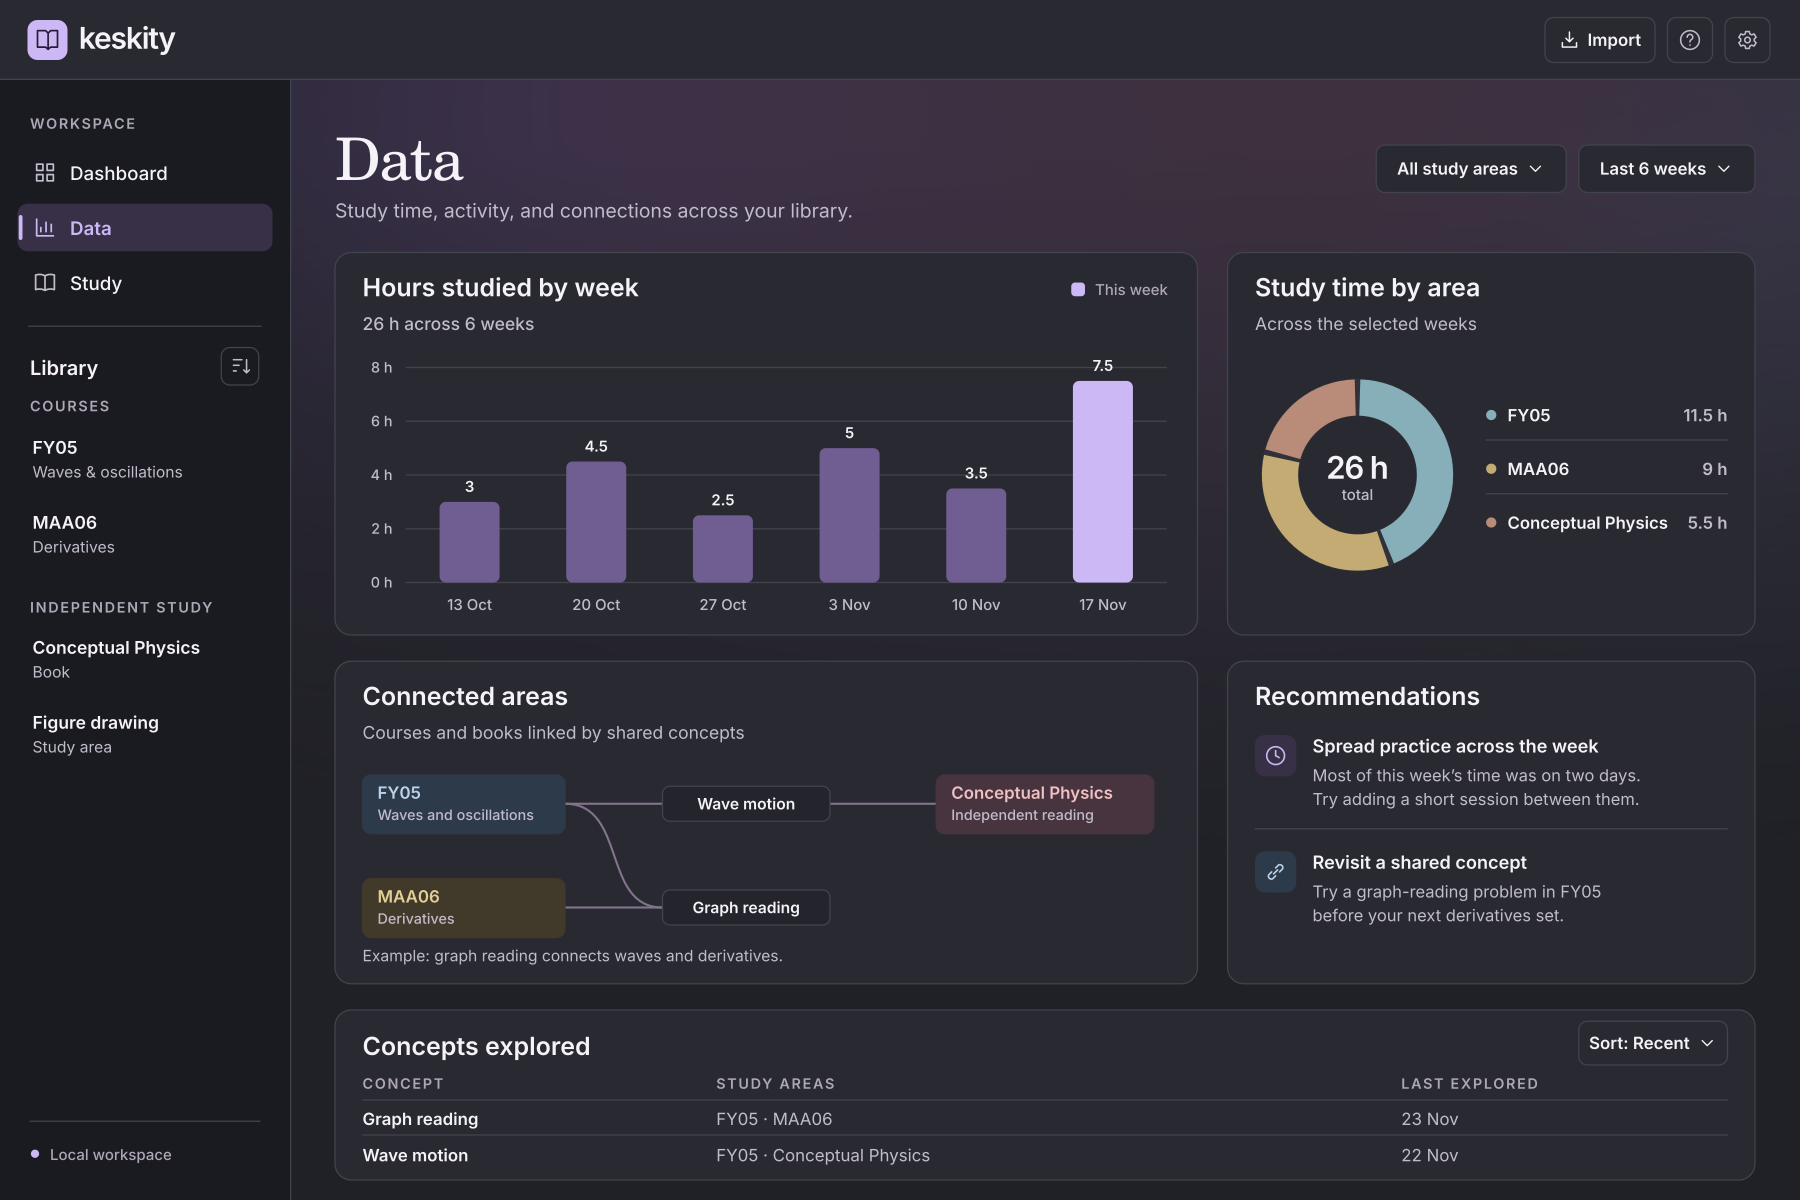 keskity
Import
WORKSPACE
Dashboard
Data
Study
Library
COURSES
FY05
Waves & oscillations
MAA06
Derivatives
INDEPENDENT STUDY
Conceptual Physics
Book
Figure drawing
Study area
Local workspace
Data
Study time, activity, and connections across your library.
All study areas
Last 6 weeks
Hours studied by week
This week
26 h across 6 weeks
8 h
6 h
4 h
2 h
0 h
3
4.5
2.5
5
3.5
7.5
13 Oct
20 Oct
27 Oct
3 Nov
10 Nov
17 Nov
Study time by area
Across the selected weeks
26 h
total
FY05 11.5 h
MAA06 9 h
Conceptual Physics 5.5 h
Connected areas
Courses and books linked by shared concepts
FY05
Waves and oscillations
Wave motion
Conceptual Physics
Independent reading
MAA06
Derivatives
Graph reading
Example: graph reading connects waves and derivatives.
Recommendations
Spread practice across the week
Most of this week’s time was on two days.
Try adding a short session between them.
Revisit a shared concept
Try a graph-reading problem in FY05
before your next derivatives set.
Concepts explored
Sort: Recent
CONCEPT STUDY AREAS LAST EXPLORED
Graph reading FY05 · MAA06 23 Nov
Wave motion FY05 · Conceptual Physics 22 Nov